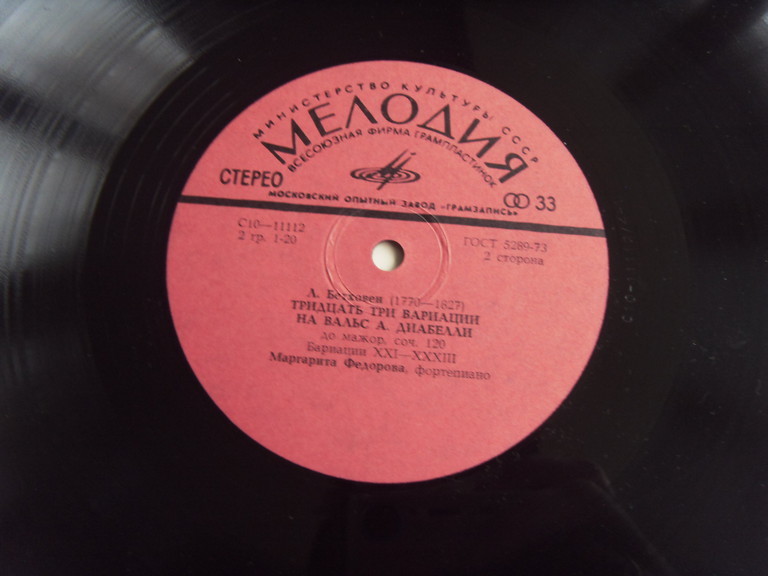 МИНИСТЕРСТВО КУЛЬТУРЫ СССР
МЕЛОДИЯ
ВСЕСОЮЗНАЯ ФИРМА ГРАМПЛАСТИНОК
СТЕРЕО
33
МОСКОВСКИЙ ОПЫТНЫЙ ЗАВОД «ГРАМЗАПИСЬ»
С10—11112
ГОСТ 5289-73
2 гр. 1-20
2 сторона
Л. Бетховен (1770—1827)
ТРИДЦАТЬ ТРИ ВАРИАЦИИ
НА ВАЛЬС А. ДИАБЕЛЛИ
до мажор, соч. 120
Вариации XXI—XXXIII
Маргарита Федорова, фортепиано